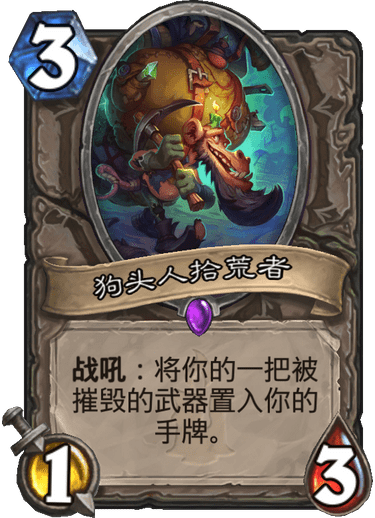 3
狗头人拾荒者
战吼：将你的一把被
摧毁的武器置入你的
手牌。
1
3